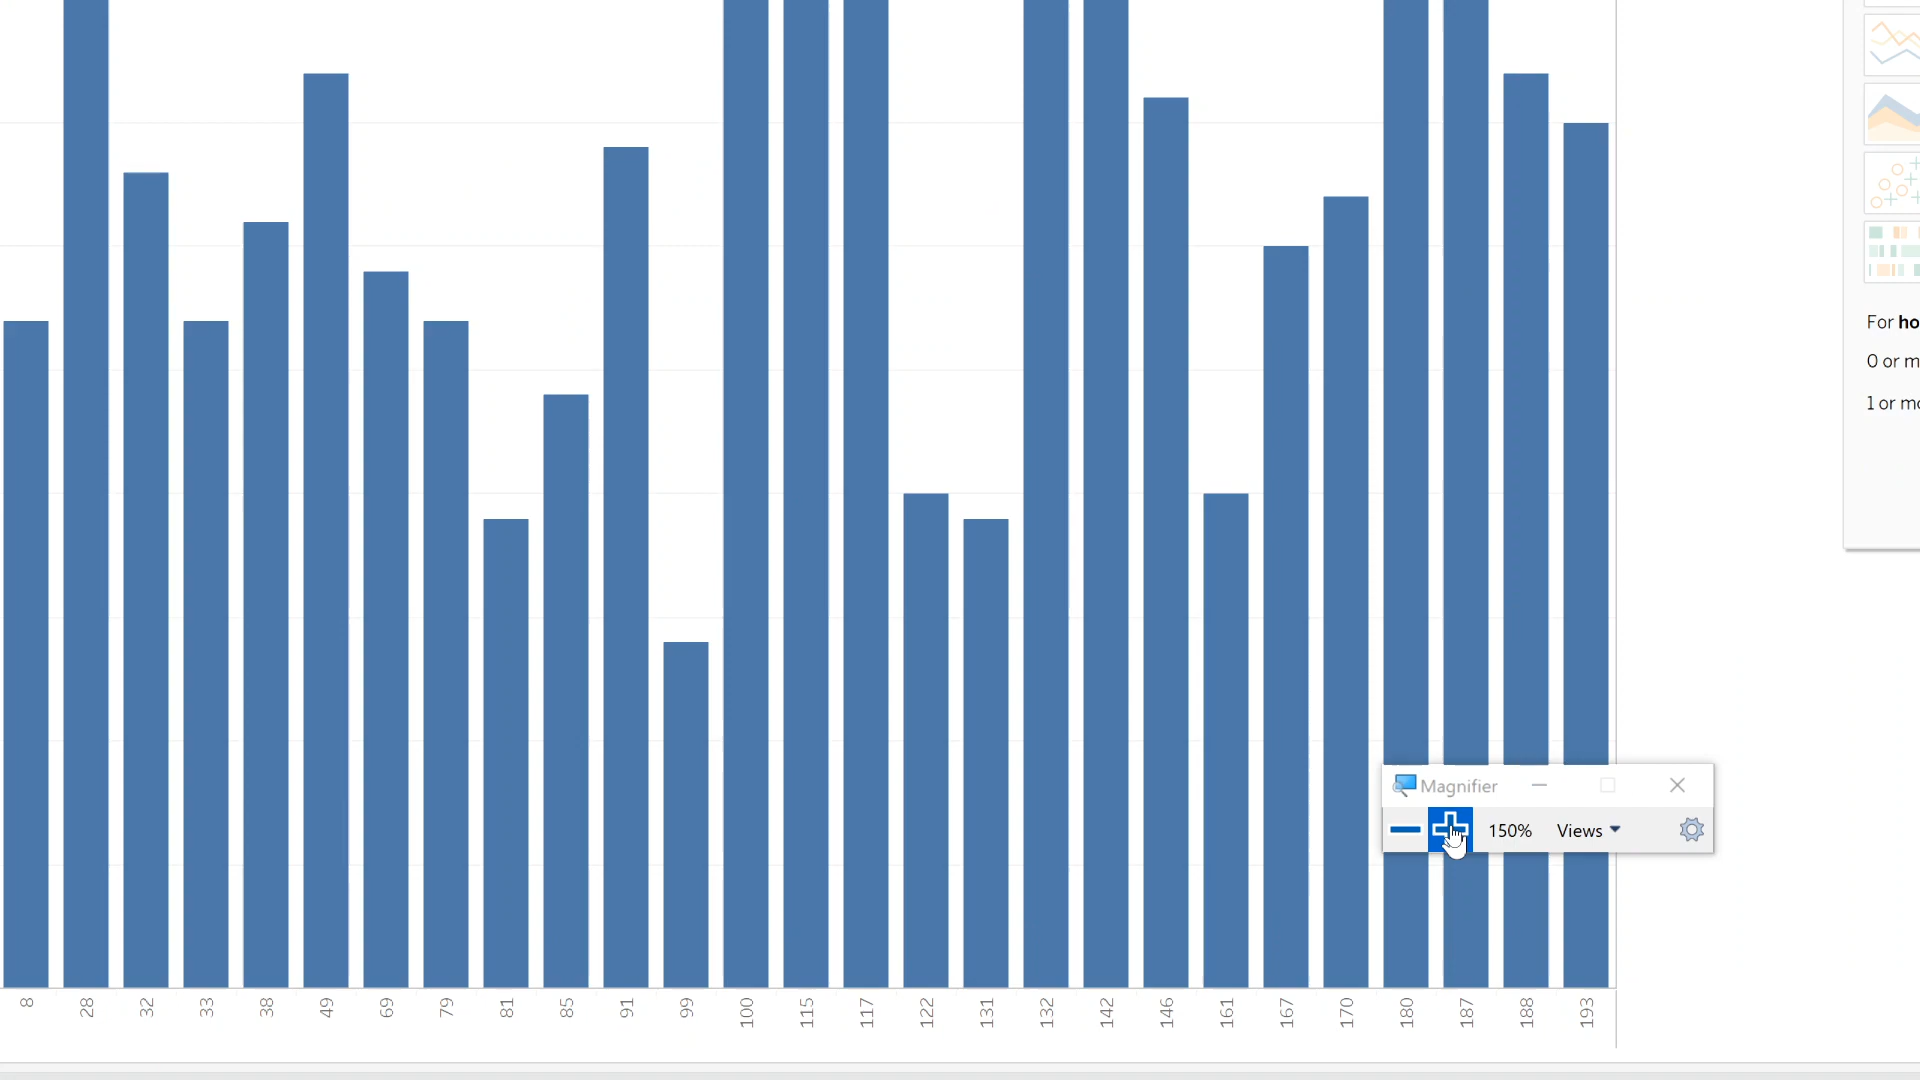 For ho
0 or m
1 or mo
Magnifier
150% Views
8 28 32 33 38 49 69 79 81 85 91 99 100 115 117 122 131 132 142 146 161 167 170 180 187 188 193